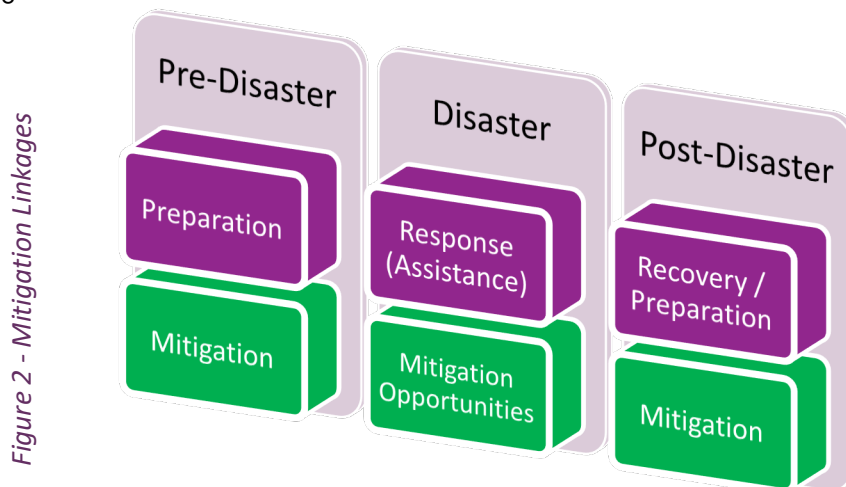 Figure 2 - Mitigation Linkages
Pre-Disaster
Preparation
Mitigation
Disaster
Response
(Assistance)
Mitigation
Opportunities
Post-Disaster
Recovery /
Preparation
Mitigation